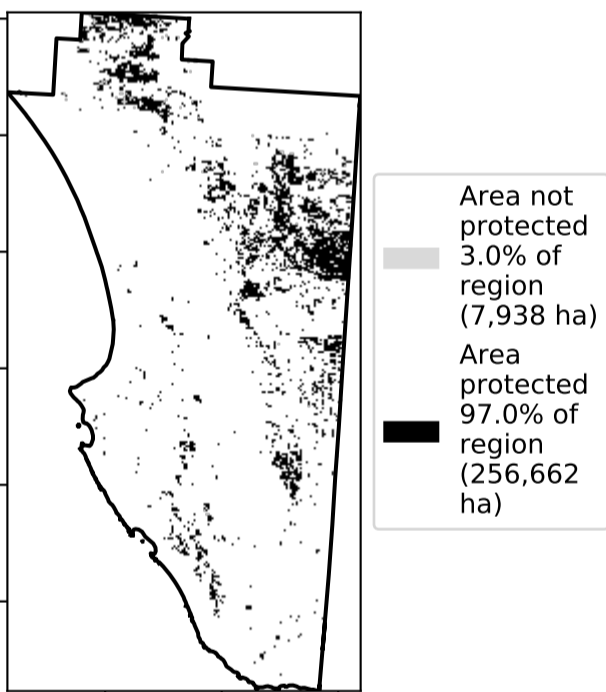 Area not
protected
3.0% of
region
(7,938 ha)
Area
protected
97.0% of
region
(256,662
ha)